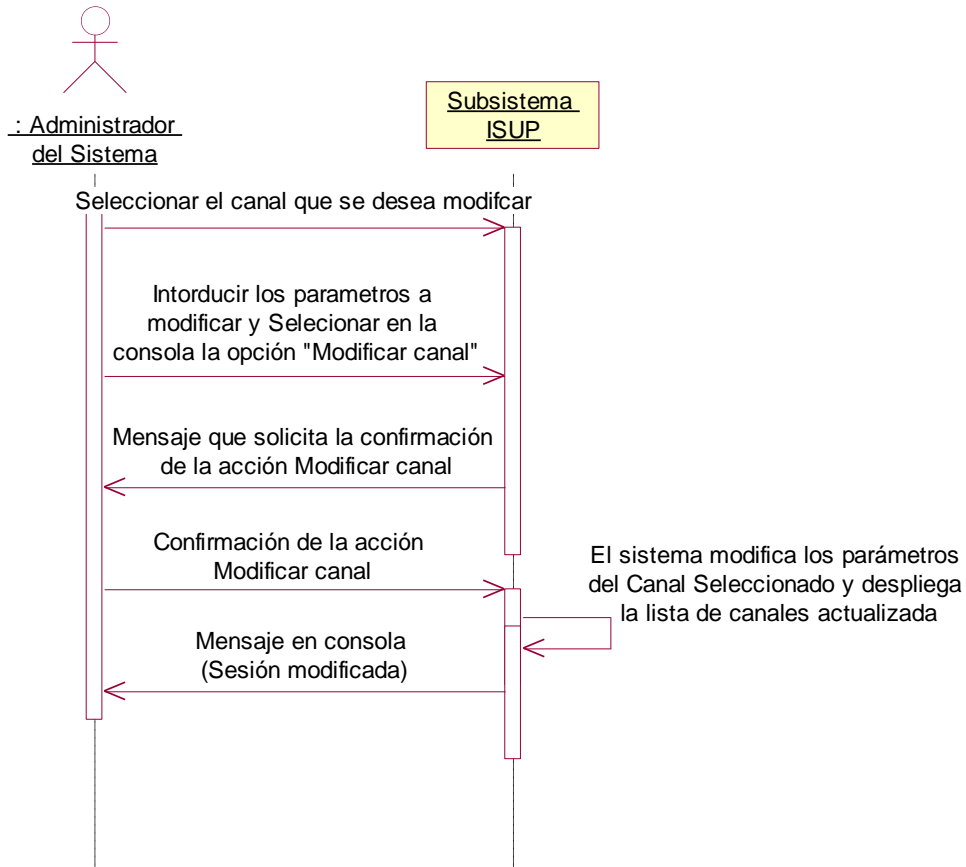 : Administrador
del Sistema
Subsistema
ISUP
Seleccionar el canal que se desea modifcar
Intorducir los parametros a
modificar y Selecionar en la
consola la opción "Modificar canal"
Mensaje que solicita la confirmación
de la acción Modificar canal
Confirmación de la acción
Modificar canal
El sistema modifica los parámetros
del Canal Seleccionado y despliega
la lista de canales actualizada
Mensaje en consola
(Sesión modificada)